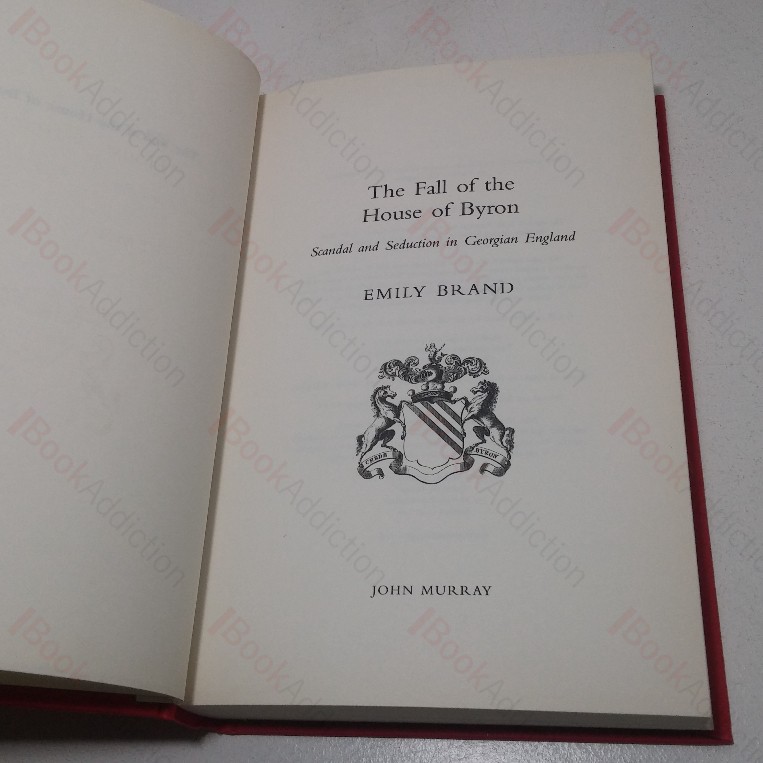 The Fall of the
House of Byron
Scandal and Seduction in Georgian England
EMILY BRAND
CREDE BYRON
JOHN MURRAY
BookAddiction